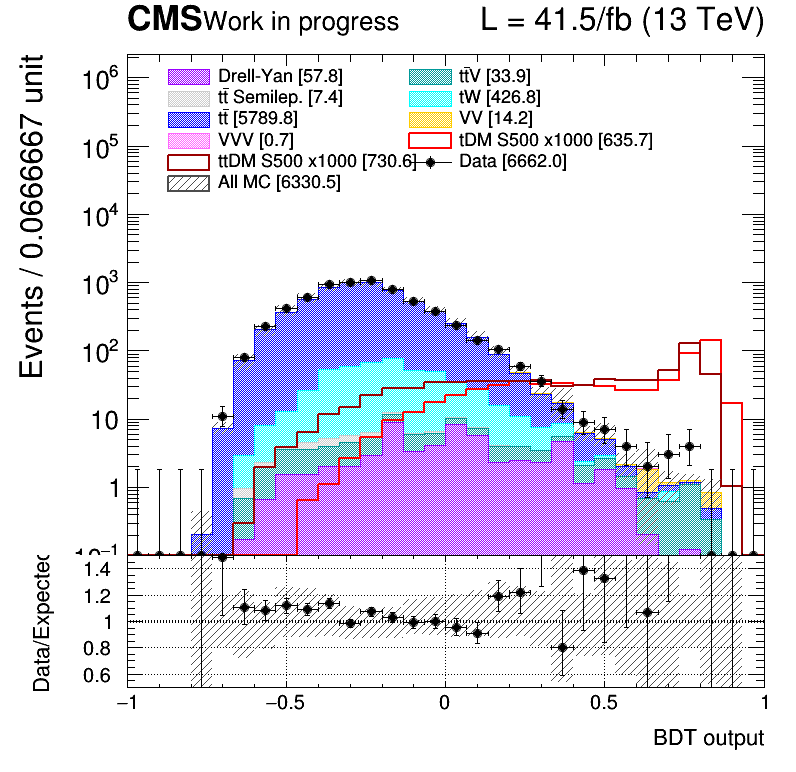 CMS Work in progress L = 41.5/fb (13 TeV)
Events / 0.0666667 unit
10⁶
10⁵
10⁴
10³
10²
10
1
10⁻¹
Drell-Yan [57.8]
tt̄V [33.9]
tt̄ Semilep. [7.4]
tW [426.8]
tt̄ [5789.8]
VV [14.2]
VVV [0.7]
tDM S500 x1000 [635.7]
ttDM S500 x1000 [730.6]
Data [6662.0]
All MC [6330.5]
Data/Expected
1.4
1.2
1
0.8
0.6
−1 −0.5 0 0.5 1
BDT output